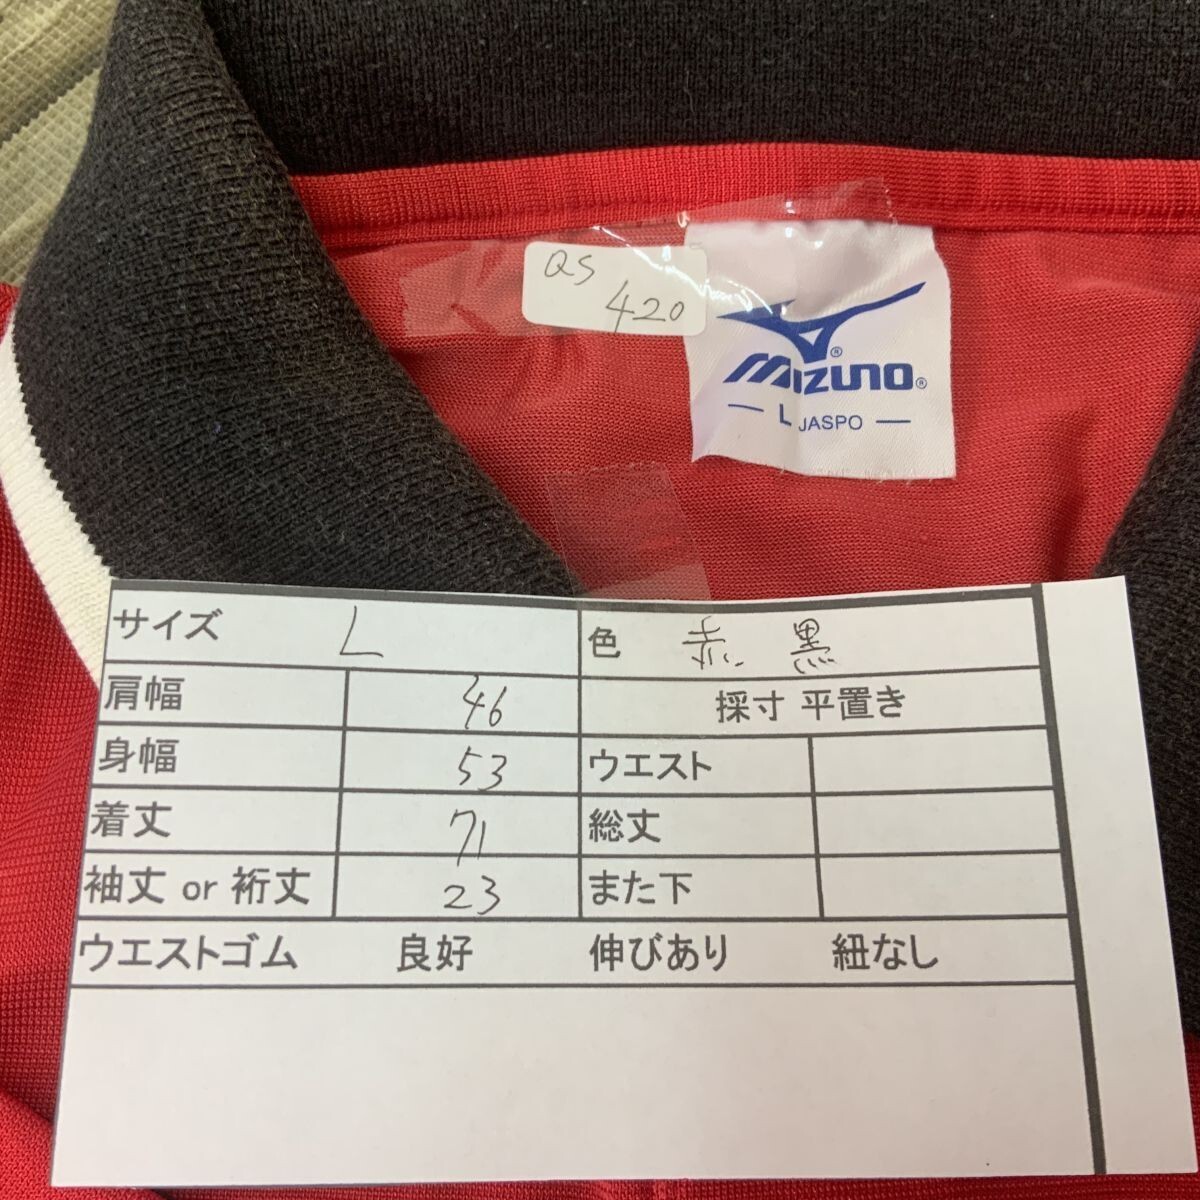 QS
420
MIZUNO®
L JASPO
サイズ L 色 赤 黒
肩幅 46 採寸 平置き
身幅 53 ウエスト
着丈 71 総丈
袖丈 or 裄丈 23 また下
ウエストゴム 良好 伸びあり 紐なし